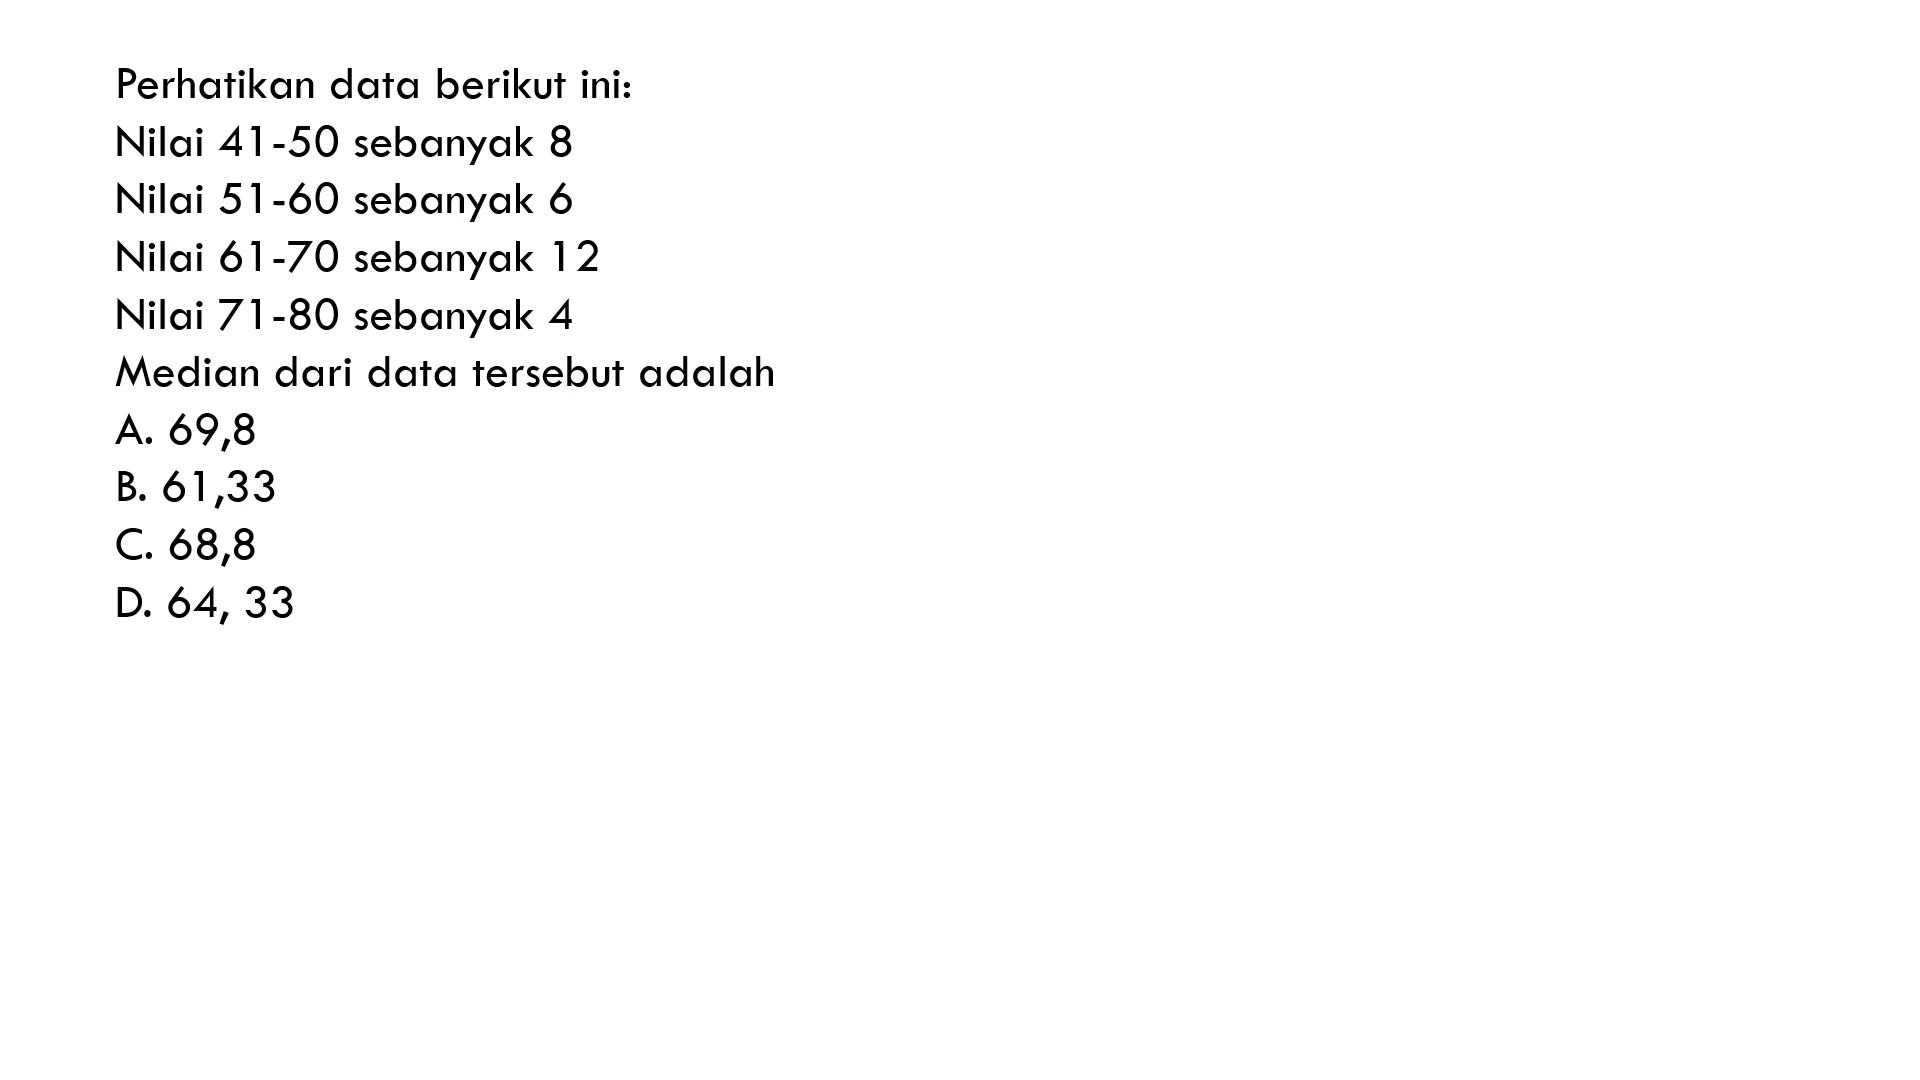 Perhatikan data berikut ini:
Nilai 41-50 sebanyak 8
Nilai 51-60 sebanyak 6
Nilai 61-70 sebanyak 12
Nilai 71-80 sebanyak 4
Median dari data tersebut adalah
A. 69,8
B. 61,33
C. 68,8
D. 64, 33